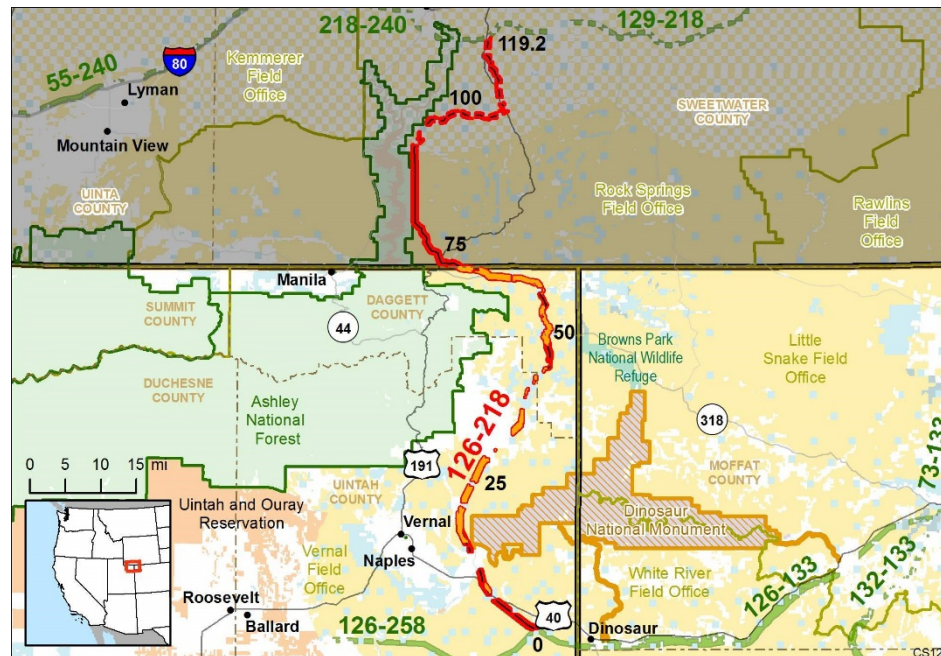 218-240
129-218
55-240
80
Kemmerer
Field
Office
119.2
Lyman
100
SWEETWATER
COUNTY
Mountain View
UINTA
COUNTY
Rock Springs
Field Office
Rawlins
Field
Office
75
Manila
SUMMIT
COUNTY
DAGGETT
COUNTY
44
50
Browns Park
National Wildlife
Refuge
Little
Snake Field
Office
DUCHESNE
COUNTY
Ashley
National
Forest
126-218
318
73-133
0 5 10 15 mi
191
MOFFAT
COUNTY
Uintah and Ouray
Reservation
UINTAH
COUNTY
25
Vernal
Dinosaur
National Monument
Naples
Vernal
Field
Office
White River
Field Office
126-133
132-133
Roosevelt
Ballard
126-258
40
0
Dinosaur